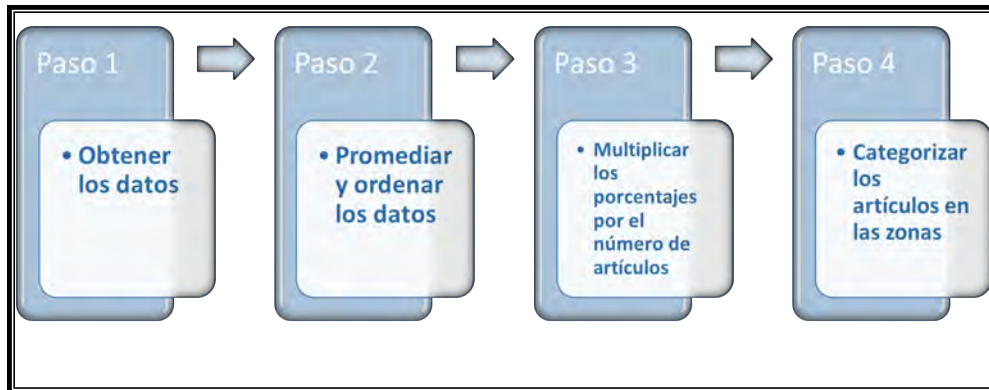 Paso 1
• Obtener
los datos
Paso 2
• Promediar
y ordenar
los datos
Paso 3
• Multiplicar
los
porcentajes
por el
número de
artículos
Paso 4
• Categorizar
los
artículos en
las zonas